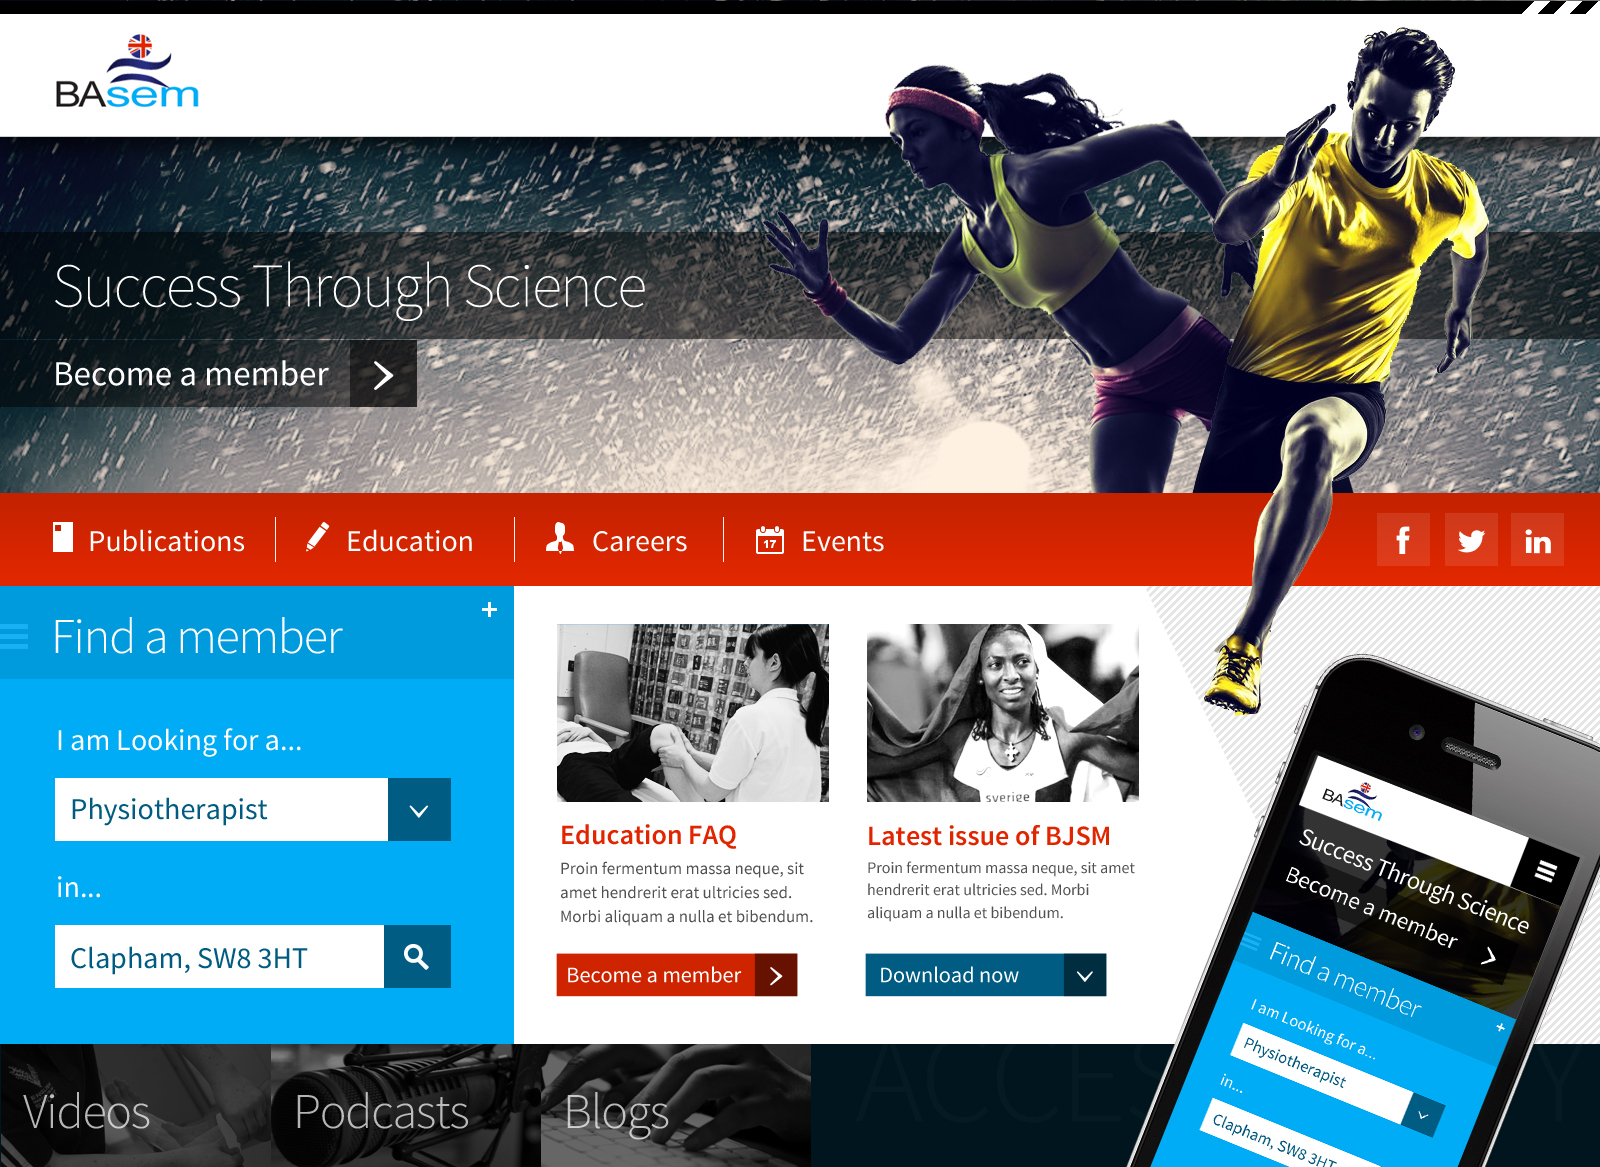 BAsem
Success Through Science
Become a member
Publications
Education
Careers
17
Events
f
in
Find a member
+
I am Looking for a...
Physiotherapist
in...
Clapham, SW8 3HT
sverige
Education FAQ
Proin fermentum massa neque, sit
amet hendrerit erat ultricies sed.
Morbi aliquam a nulla et bibendum.
Become a member
Latest issue of BJSM
Proin fermentum massa neque, sit amet
hendrerit erat ultricies sed. Morbi
aliquam a nulla et bibendum.
Download now
BAsem
Success Through Science
Become a member
Find a member
+
I am Looking for a...
Physiotherapist
in...
Clapham, SW8 3HT
Videos
Podcasts
Blogs